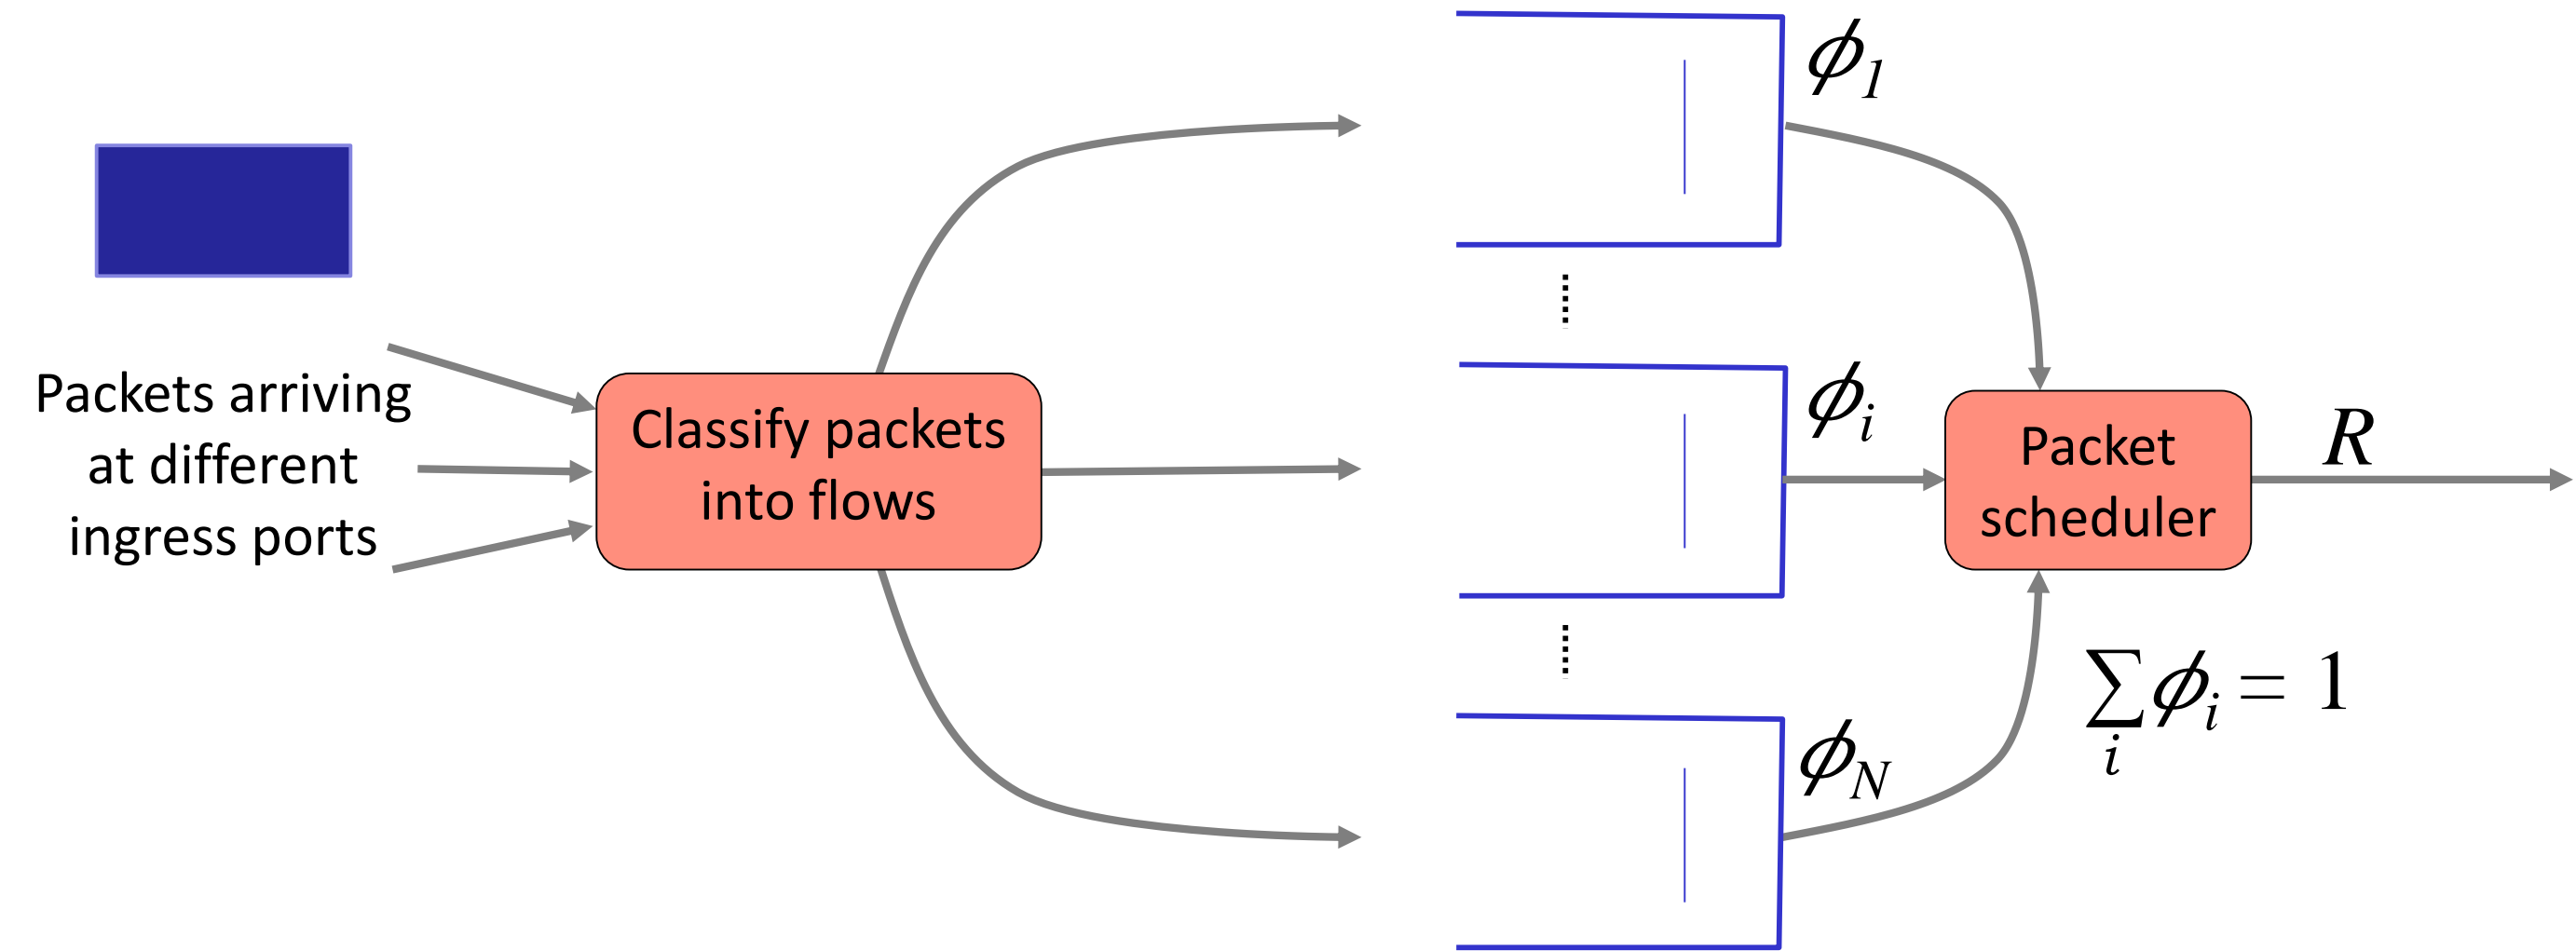 Packets arriving
at different
ingress ports
Classify packets
into flows
ϕ1
ϕi
ϕN
Packet
scheduler
R
∑ϕi = 1
i